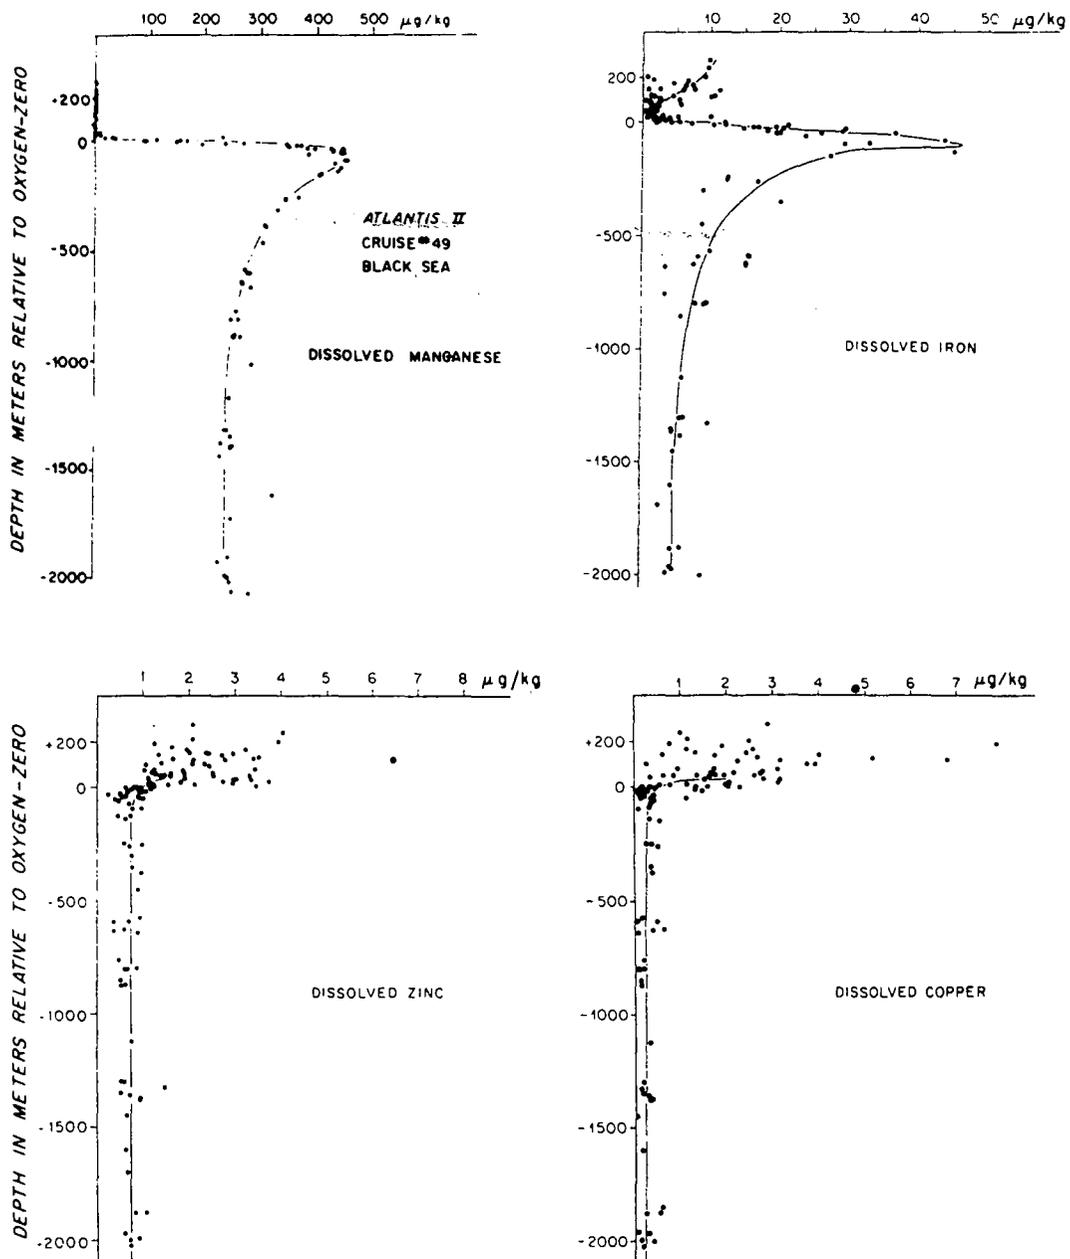 100 200 300 400 500 μg/kg
+200
0
-500
-1000
-1500
-2000
DEPTH IN METERS RELATIVE TO OXYGEN-ZERO
ATLANTIS II
CRUISE #49
BLACK SEA
DISSOLVED MANGANESE
10 20 30 40 50 μg/kg
200
0
-500
-1000
-1500
-2000
DISSOLVED IRON
1 2 3 4 5 6 7 8 μg/kg
+200
0
-500
-1000
-1500
-2000
DEPTH IN METERS RELATIVE TO OXYGEN-ZERO
DISSOLVED ZINC
1 2 3 4 5 6 7 μg/kg
+200
0
-500
-1000
-1500
-2000
DISSOLVED COPPER